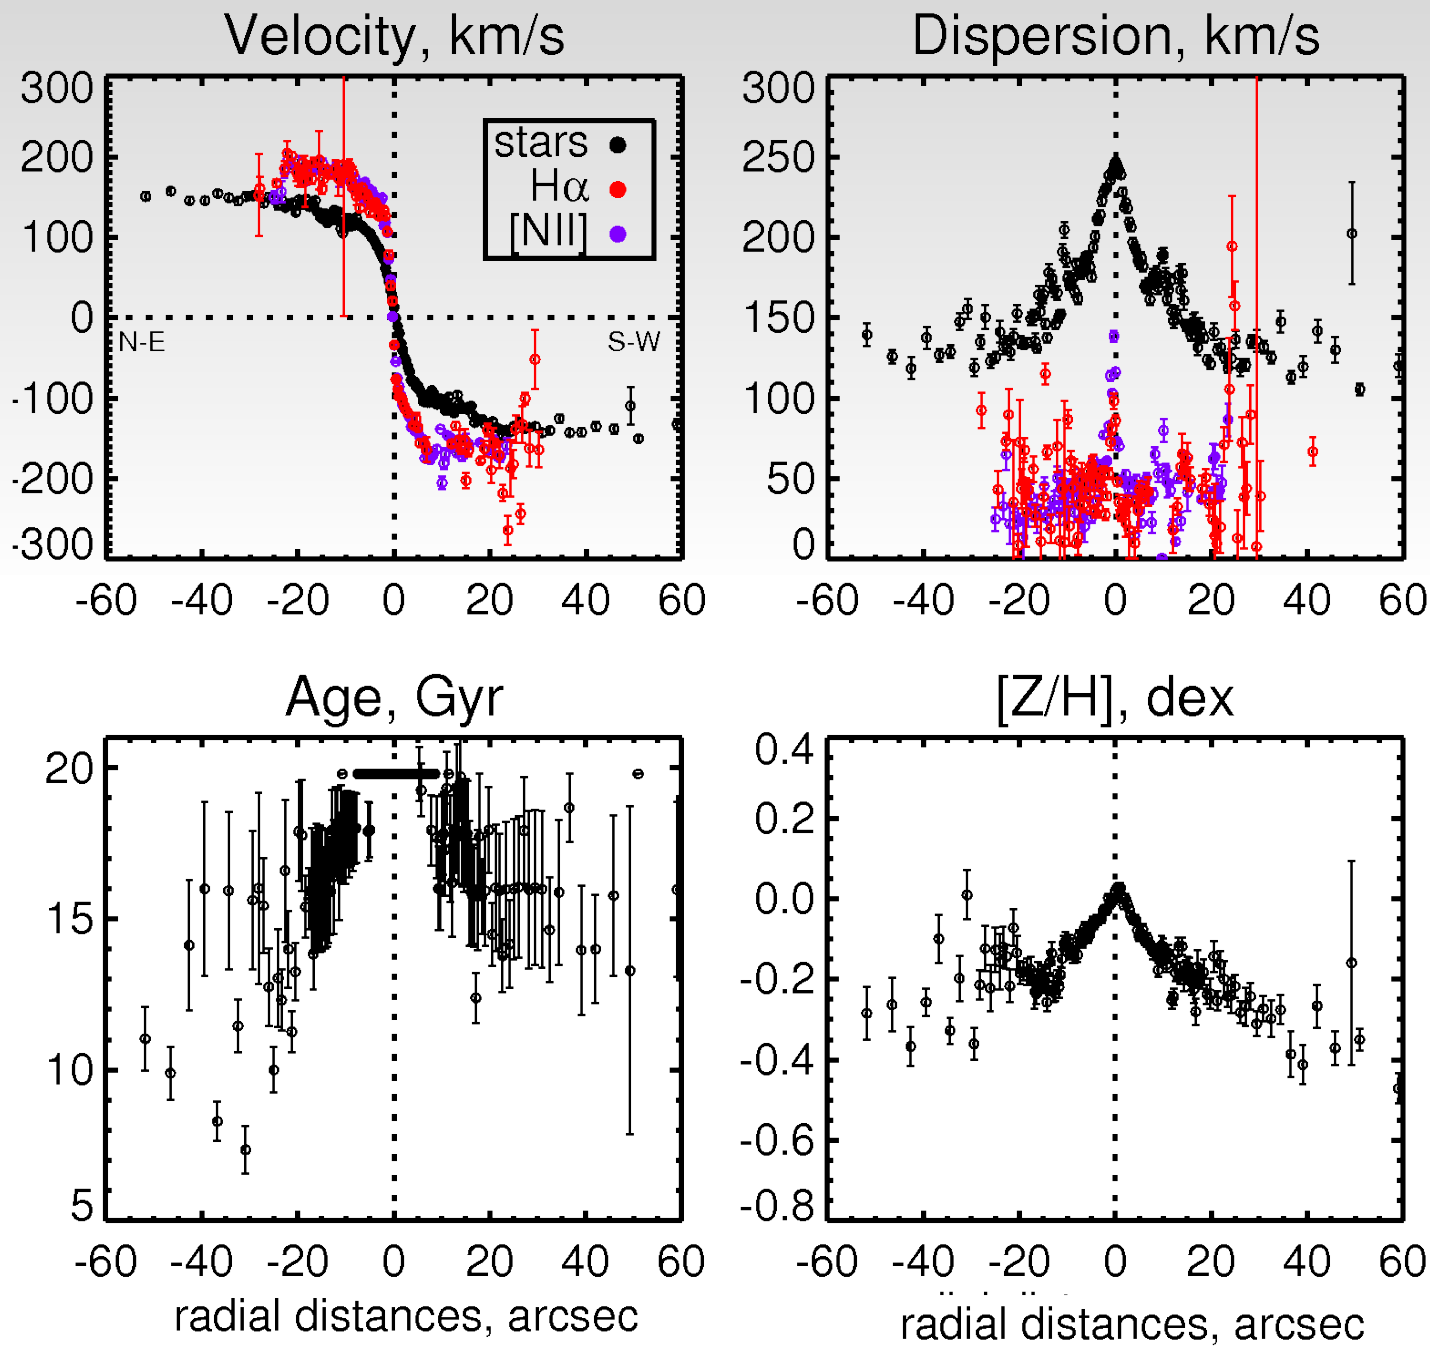 Velocity, km/s
300
200
100
0
-100
-200
-300
stars
Hα
[NII]
N-E
S-W
-60 -40 -20 0 20 40 60
Dispersion, km/s
300
250
200
150
100
50
0
-60 -40 -20 0 20 40 60
Age, Gyr
20
15
10
5
-60 -40 -20 0 20 40 60
radial distances, arcsec
[Z/H], dex
0.4
0.2
0.0
-0.2
-0.4
-0.6
-0.8
-60 -40 -20 0 20 40 60
radial distances, arcsec